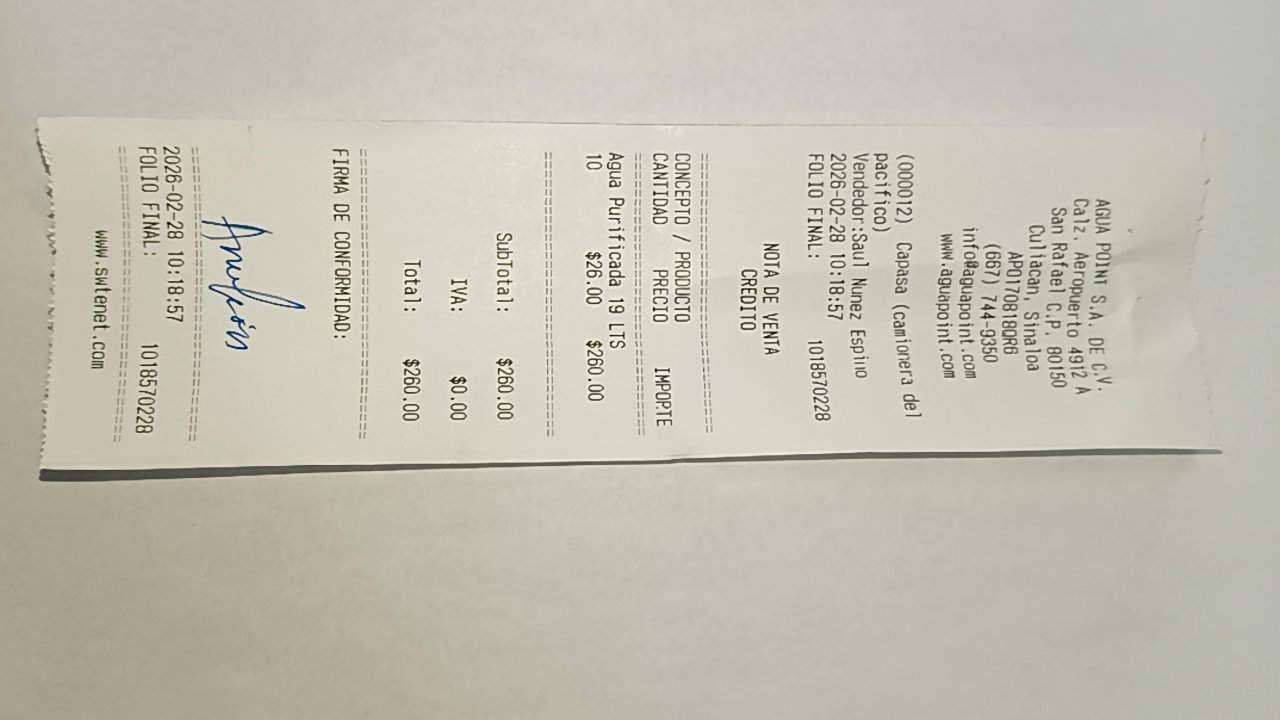 AGUA POINT S.A. DE C.V.
Calz. Aeropuerto 4912 A
San Rafael C.P. 80150
Culiacan, Sinaloa
APO170818QR6
(667) 744-9350
info@aguapoint.com
www.aguapoint.com
(000012) Capasa (camionera del
pacifico)
Vendedor:Saul Nunez Espino
2026-02-28 10:18:57
FOLIO FINAL: 1018570228
NOTA DE VENTA
CREDITO
==============================
CONCEPTO / PRODUCTO
CANTIDAD PRECIO IMPORTE
==============================
Agua Purificada 19 LTS
10 $26.00 $260.00
==============================
SubTotal: $260.00
IVA: $0.00
Total: $260.00
==============================
FIRMA DE CONFORMIDAD:
==============================
2026-02-28 10:18:57
FOLIO FINAL: 1018570228
==============================
www.swtenet.com